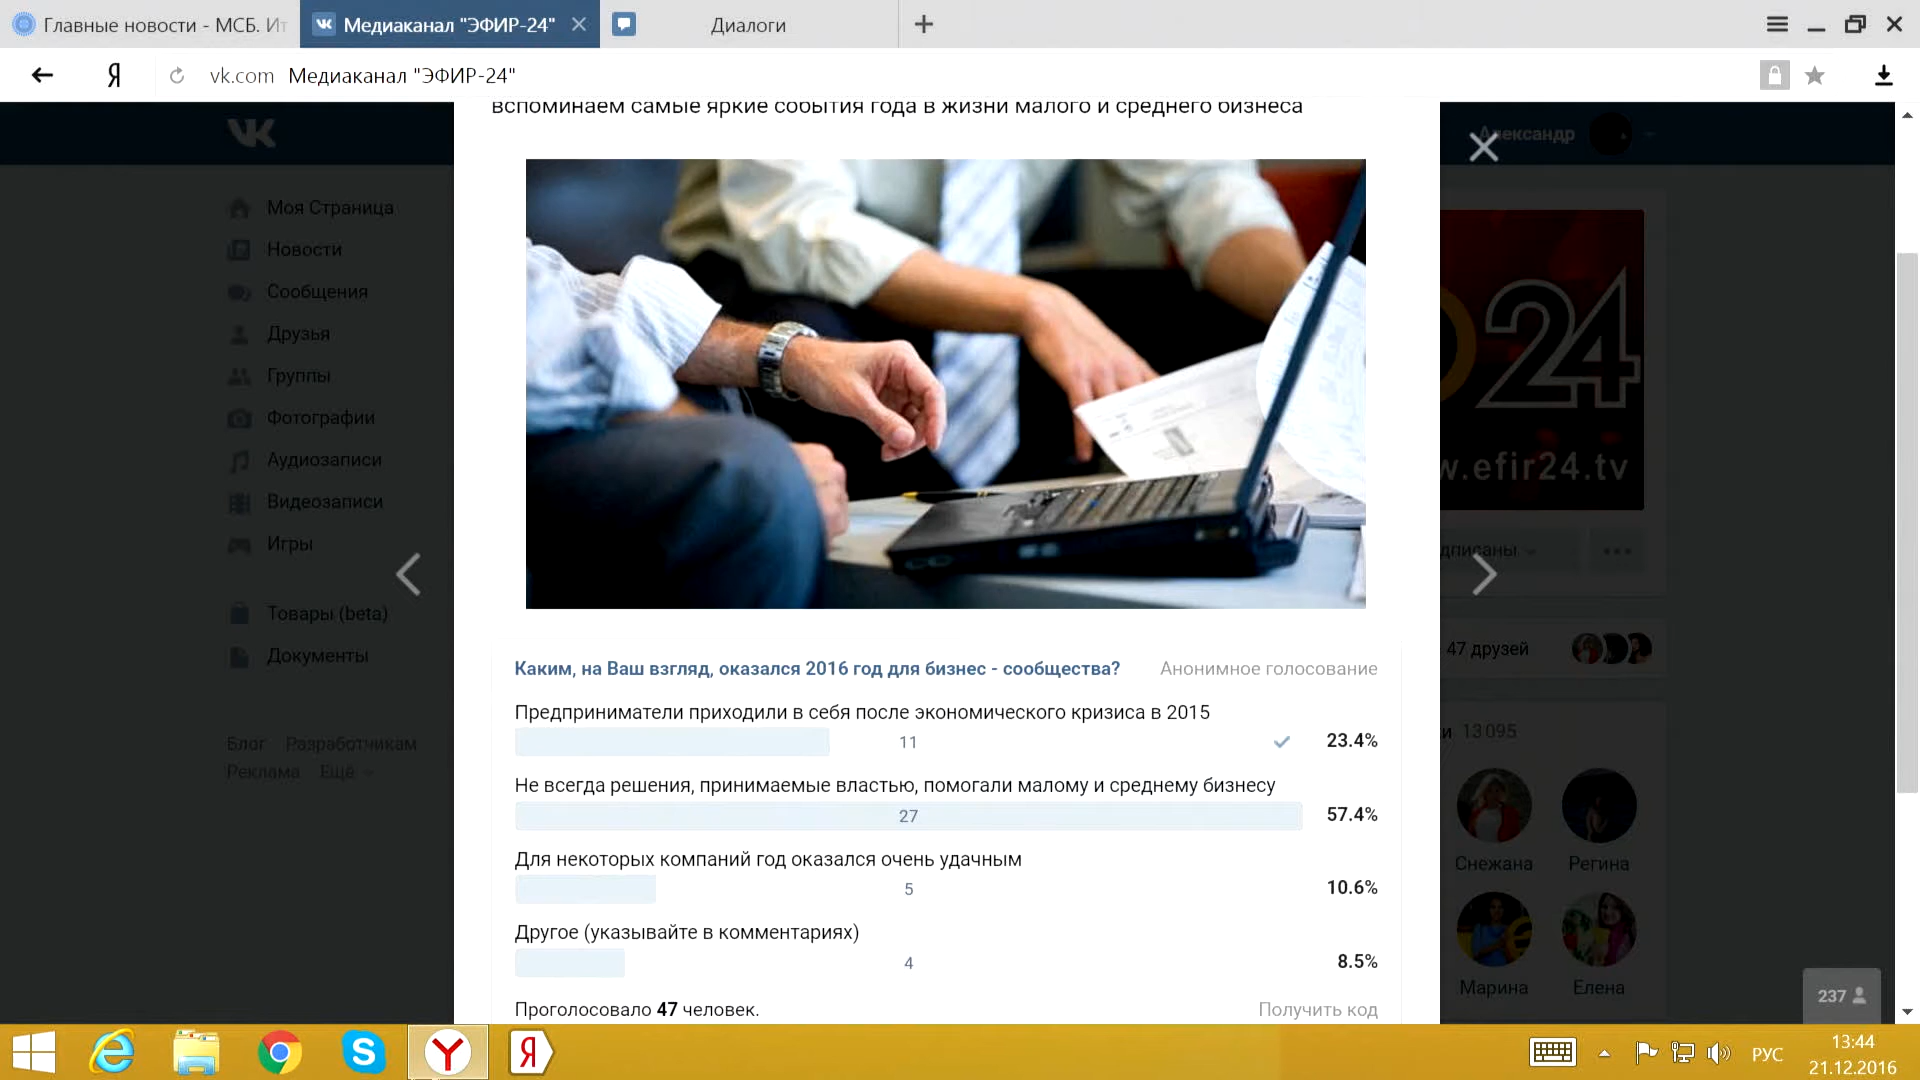 Главные новости - МСБ. Ит
Медиаканал "ЭФИР-24"
Диалоги
vk.com Медиаканал "ЭФИР-24"
вспоминаем самые яркие события года в жизни малого и среднего бизнеса
Александр
Моя Страница
Новости
Сообщения
Друзья
Группы
Фотографии
Аудиозаписи
Видеозаписи
Игры
Товары (beta)
Документы
Блог Разработчикам
Реклама Ещё
24
w.efir24.tv
дписаны
47 друзей
Каким, на Ваш взгляд, оказался 2016 год для бизнес - сообщества? Анонимное голосование
Предприниматели приходили в себя после экономического кризиса в 2015
11 23.4%
Не всегда решения, принимаемые властью, помогали малому и среднему бизнесу
27 57.4%
Для некоторых компаний год оказался очень удачным
5 10.6%
Другое (указывайте в комментариях)
4 8.5%
Проголосовало 47 человек. Получить код
и 13 095
Снежана Регина
Марина Елена
237
РУС
13:44
21.12.2016